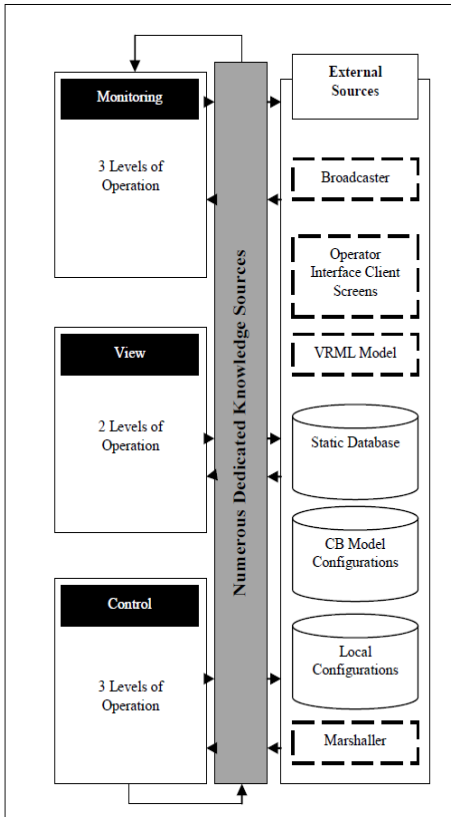 Monitoring
3 Levels of
Operation
View
2 Levels of
Operation
Control
3 Levels of
Operation
Numerous Dedicated Knowledge Sources
External
Sources
Broadcaster
Operator
Interface Client
Screens
VRML Model
Static Database
CB Model
Configurations
Local
Configurations
Marshaller